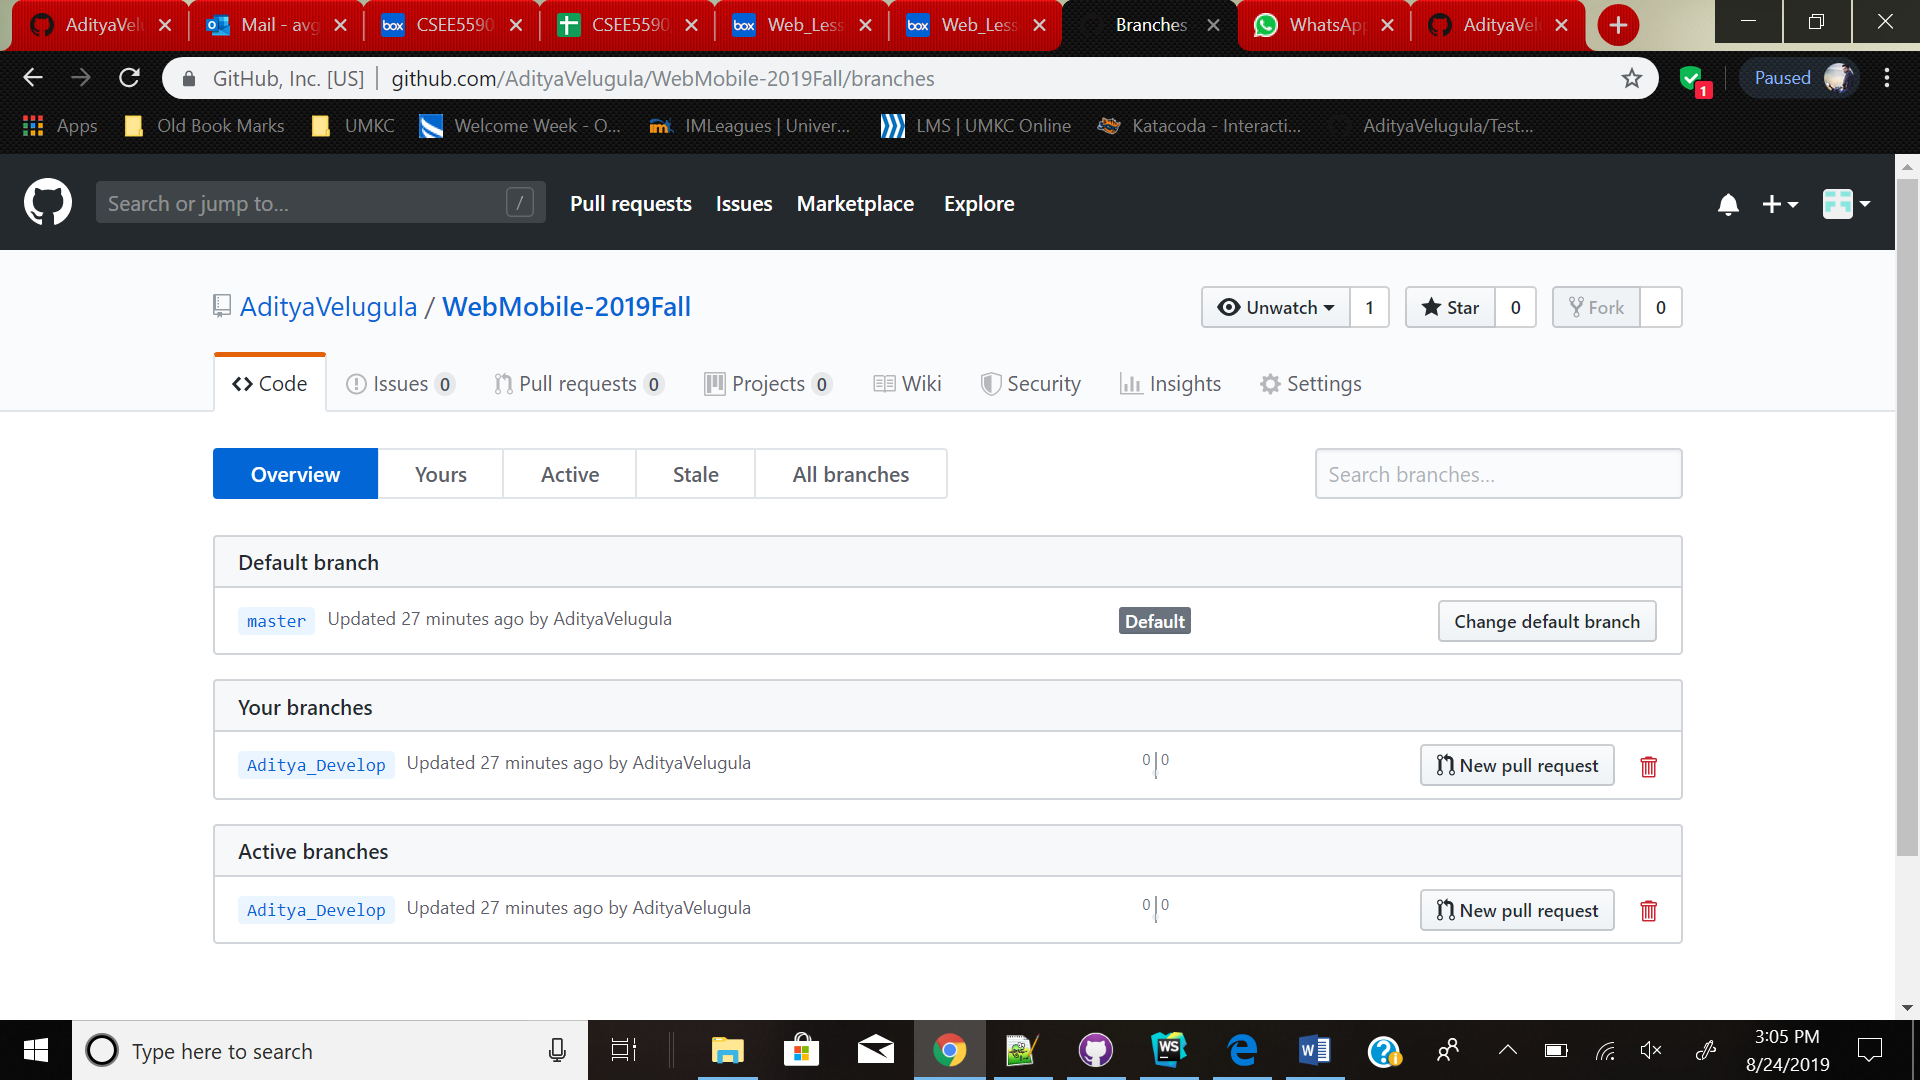 AdityaVel
Mail - avg
CSEE5590
CSEE5590
Web_Less
Web_Less
Branches
WhatsApp
AdityaVel
GitHub, Inc. [US] github.com/AdityaVelugula/WebMobile-2019Fall/branches
Paused
1
Apps Old Book Marks UMKC Welcome Week - O... IMLeagues | Univer... LMS | UMKC Online Katacoda - Interacti... AdityaVelugula/Test...
Search or jump to... / Pull requests Issues Marketplace Explore
AdityaVelugula / WebMobile-2019Fall
Unwatch 1 Star 0 Fork 0
Code Issues 0 Pull requests 0 Projects 0 Wiki Security Insights Settings
Overview Yours Active Stale All branches Search branches...
Default branch
master Updated 27 minutes ago by AdityaVelugula Default Change default branch
Your branches
Aditya_Develop Updated 27 minutes ago by AdityaVelugula 0 0 New pull request
Active branches
Aditya_Develop Updated 27 minutes ago by AdityaVelugula 0 0 New pull request
Type here to search
WS
3:05 PM
8/24/2019